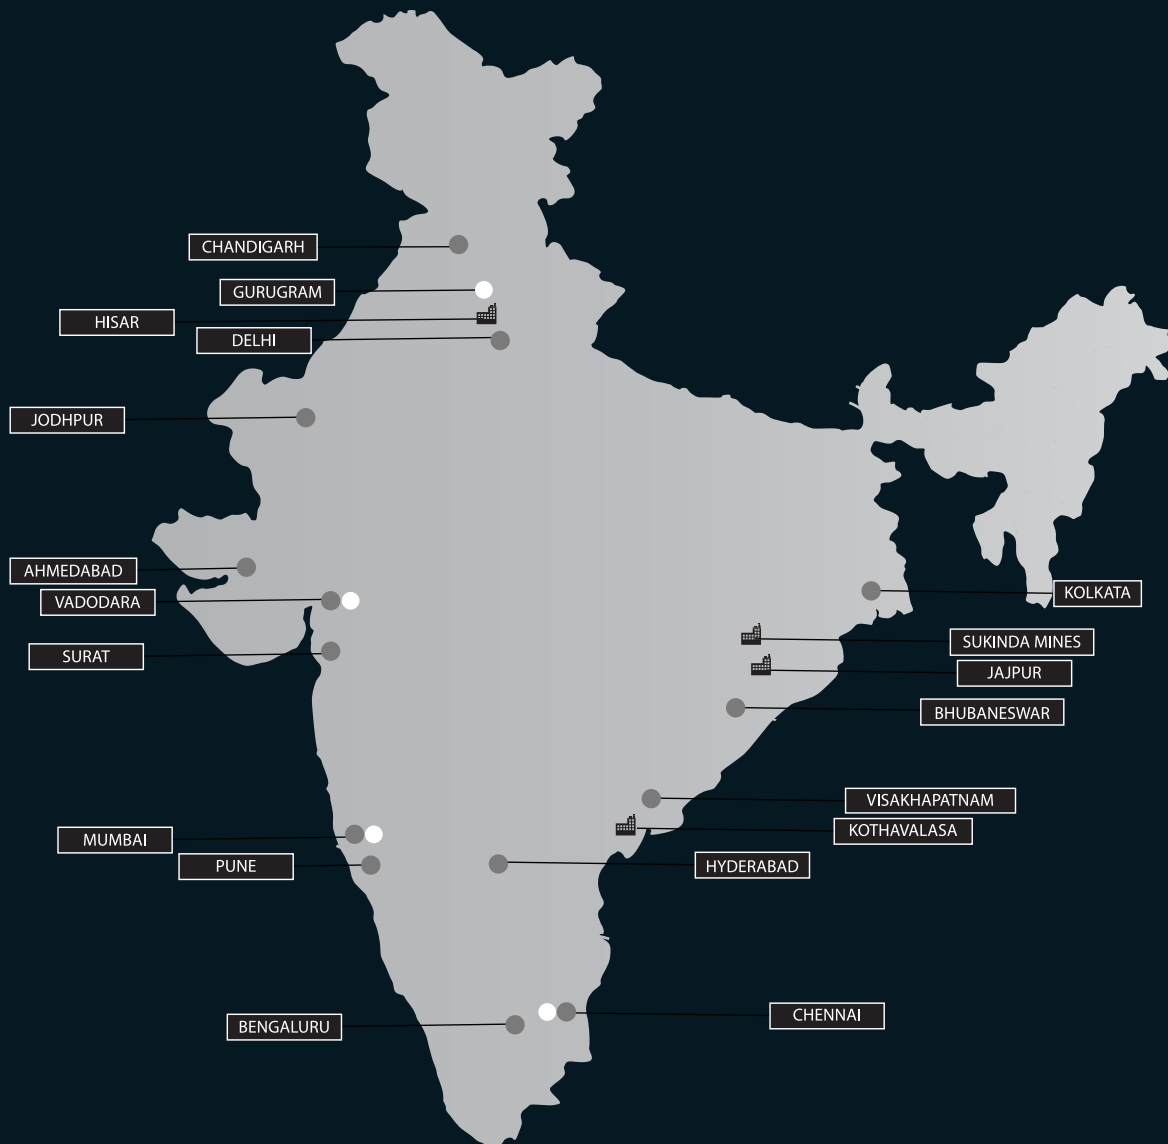 CHANDIGARH
GURUGRAM
HISAR
DELHI
JODHPUR
AHMEDABAD
VADODARA
KOLKATA
SUKINDA MINES
SURAT
JAJPUR
BHUBANESWAR
VISAKHAPATNAM
KOTHAVALASA
MUMBAI
PUNE
HYDERABAD
CHENNAI
BENGALURU